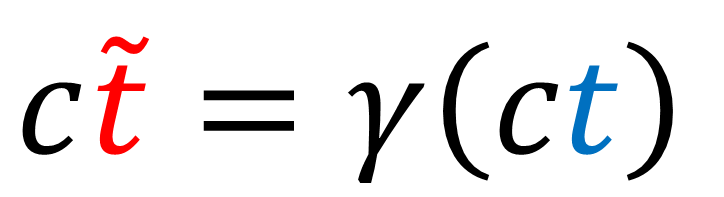 c t̃ = γ(ct)